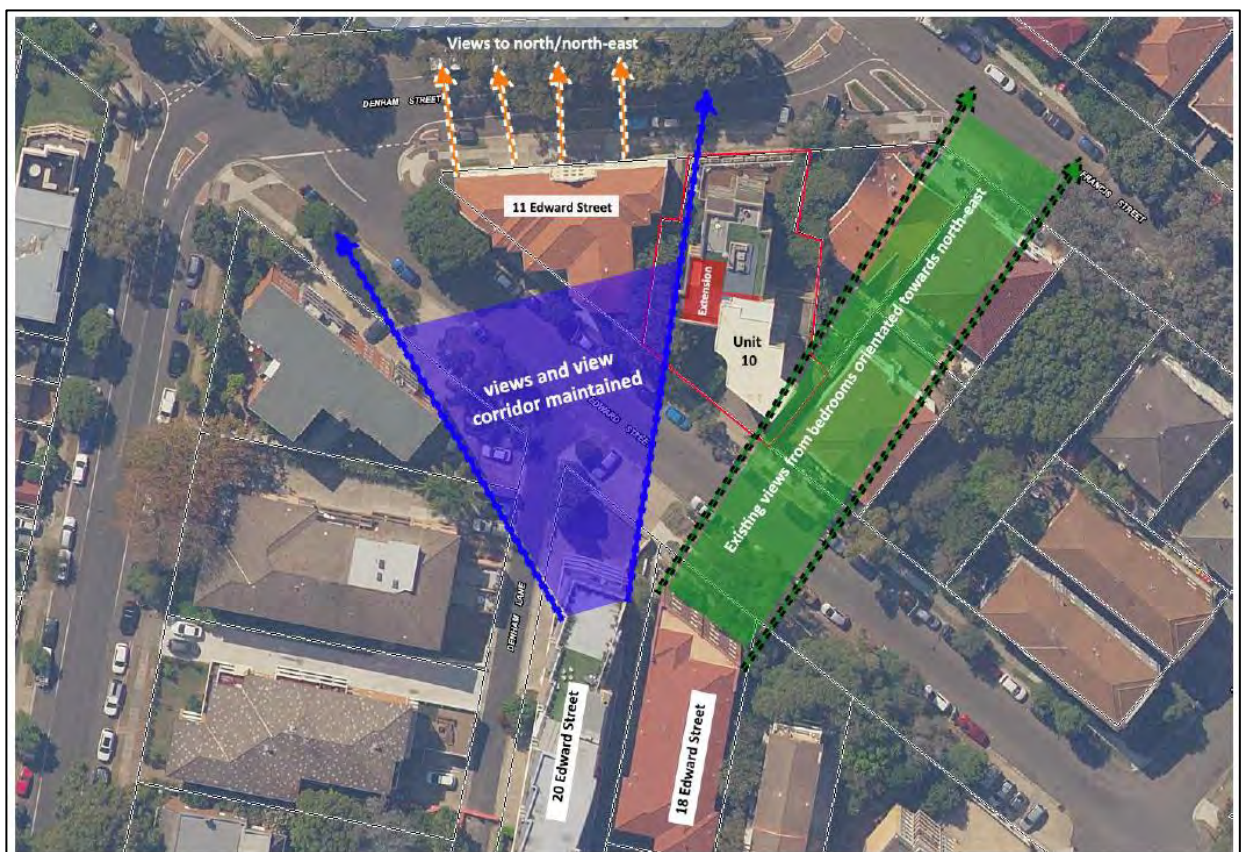 Views to north/north-east
DENHAM STREET
FRANCIS STREET
11 Edward Street
Extension
Unit
10
views and view
corridor maintained
EDWARD STREET
Existing views from bedrooms orientated towards north-east
DENHAM LANE
20 Edward Street
18 Edward Street